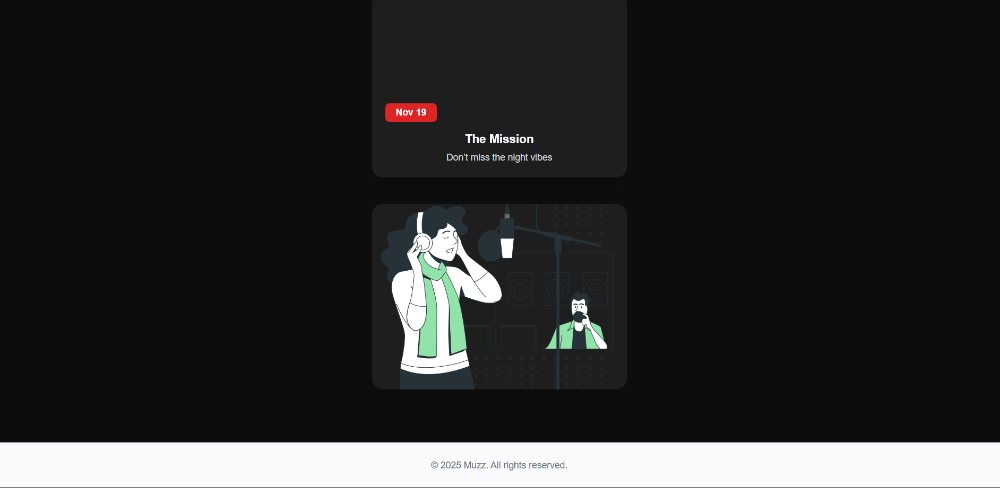 Nov 19
The Mission
Don’t miss the night vibes
© 2025 Muzz. All rights reserved.